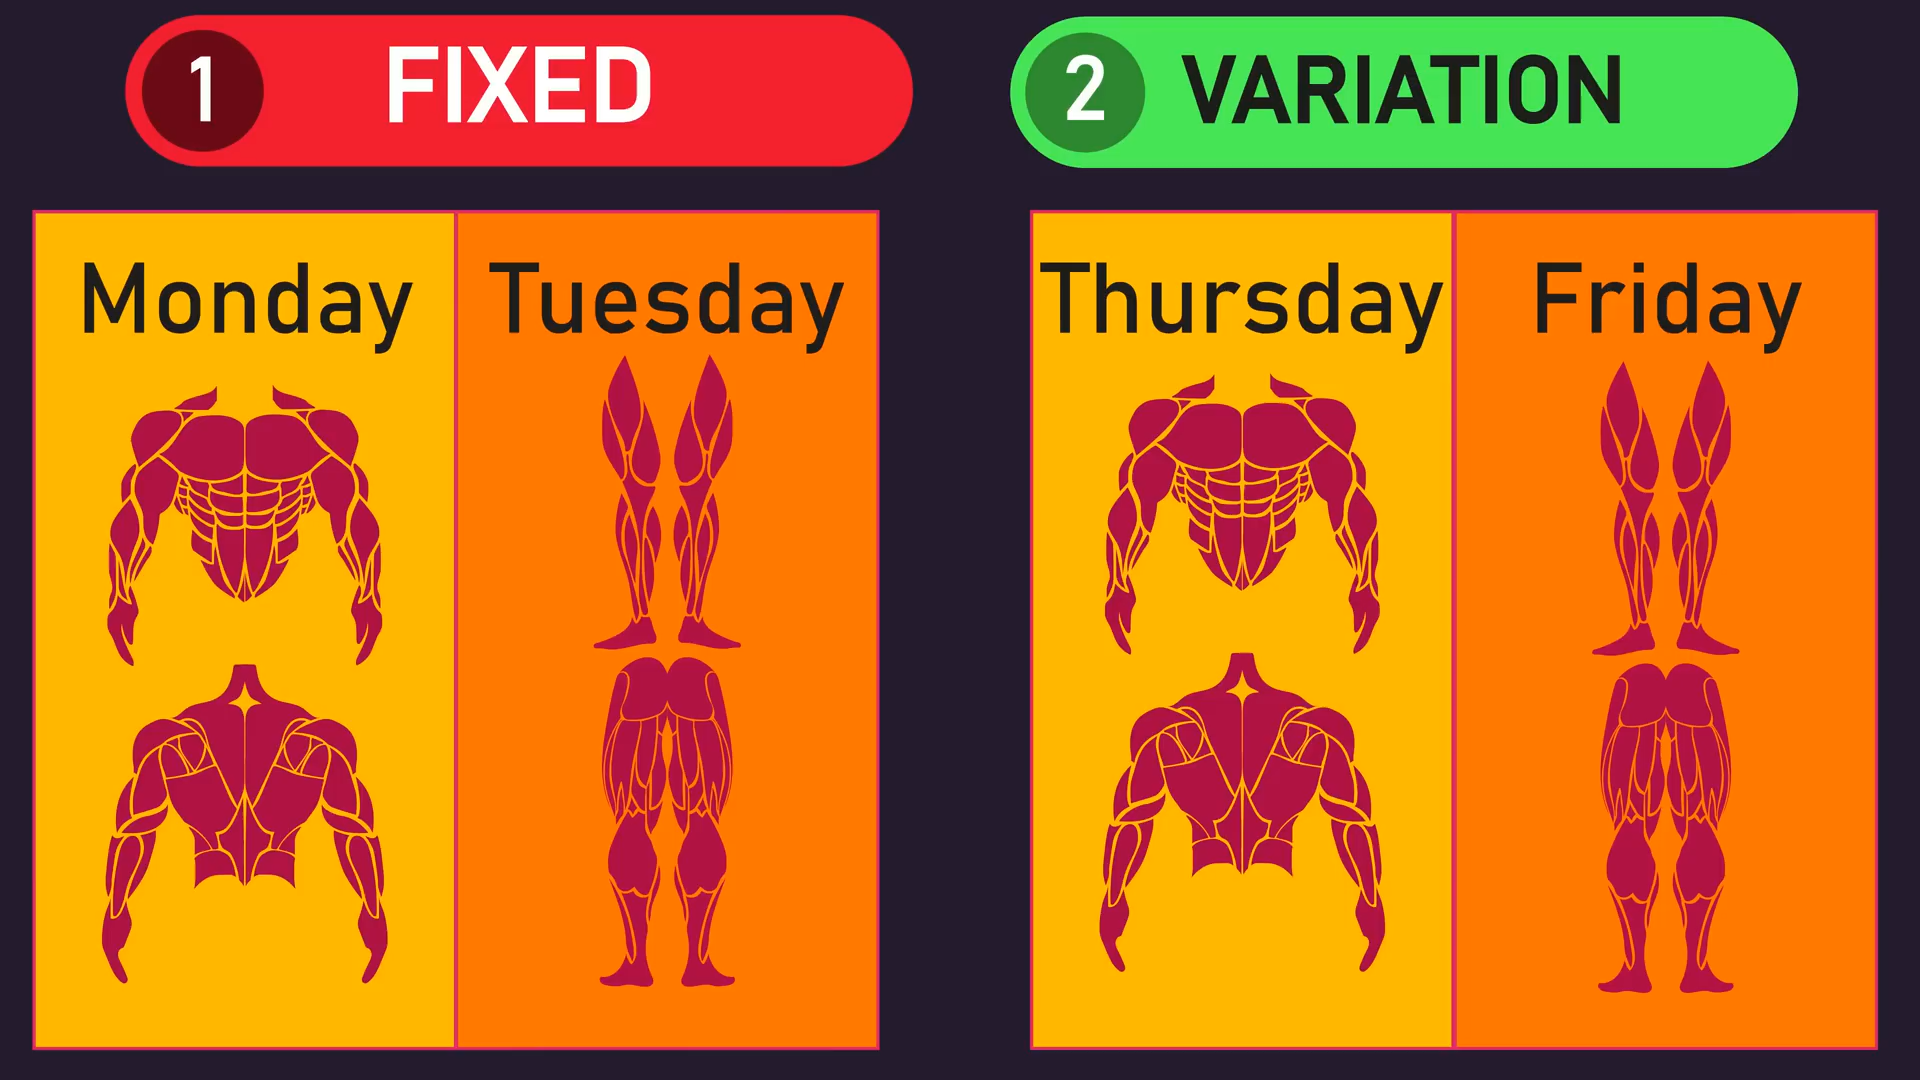 1 FIXED
2 VARIATION
Monday
Tuesday
Thursday
Friday